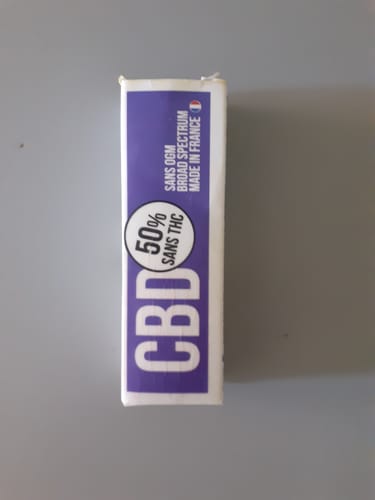 CBD
50%
SANS THC
SANS OGM
BROAD SPECTRUM
MADE IN FRANCE